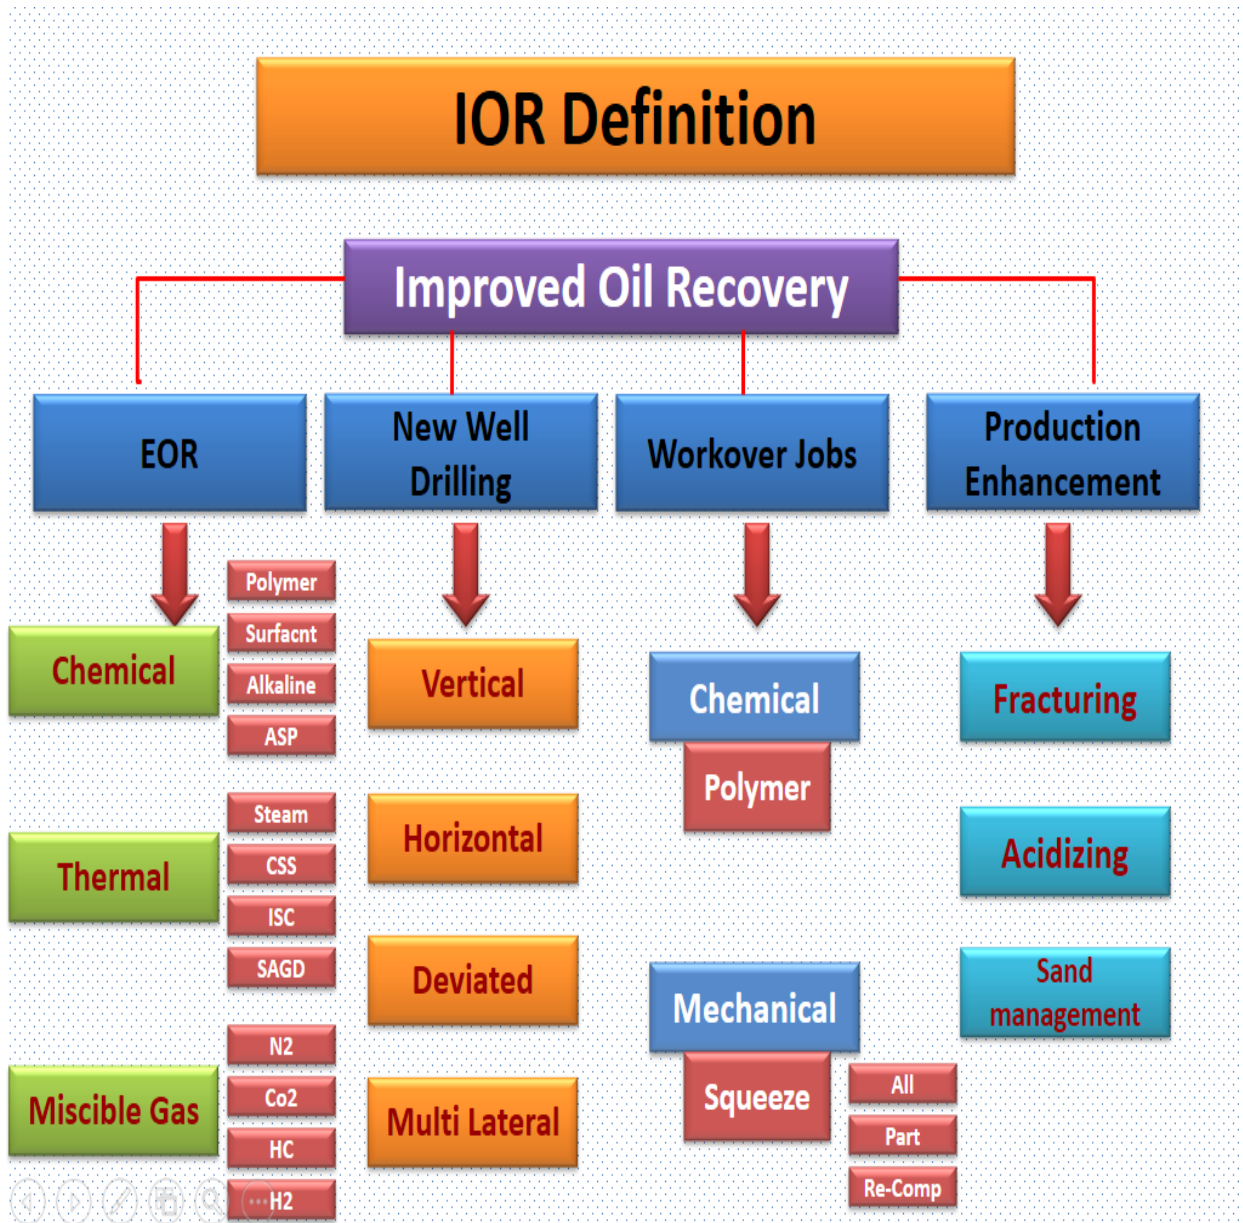 IOR Definition
Improved Oil Recovery
EOR
New Well
Drilling
Workover Jobs
Production
Enhancement
Chemical
Polymer
Surfacnt
Alkaline
ASP
Thermal
Steam
CSS
ISC
SAGD
Miscible Gas
N2
Co2
HC
H2
Vertical
Horizontal
Deviated
Multi Lateral
Chemical
Polymer
Mechanical
Squeeze
All
Part
Re-Comp
Fracturing
Acidizing
Sand
management